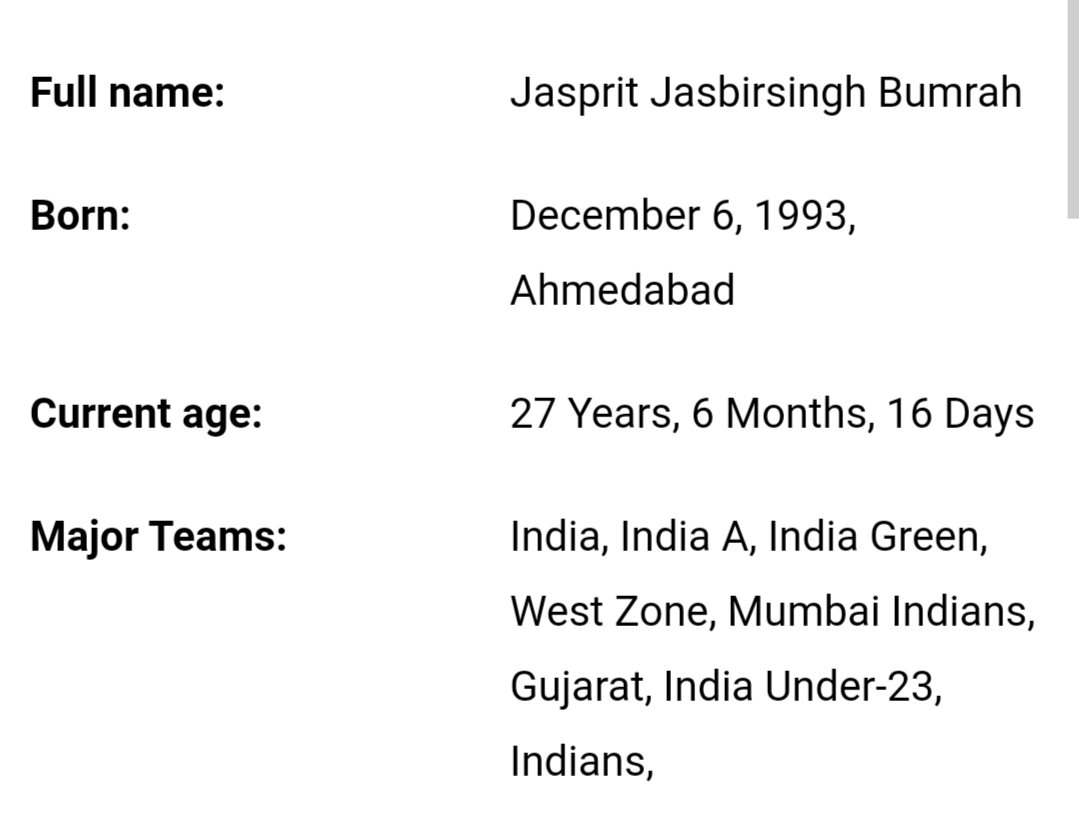 Full name: Jasprit Jasbirsingh Bumrah
Born: December 6, 1993,
Ahmedabad
Current age: 27 Years, 6 Months, 16 Days
Major Teams: India, India A, India Green,
West Zone, Mumbai Indians,
Gujarat, India Under-23,
Indians,